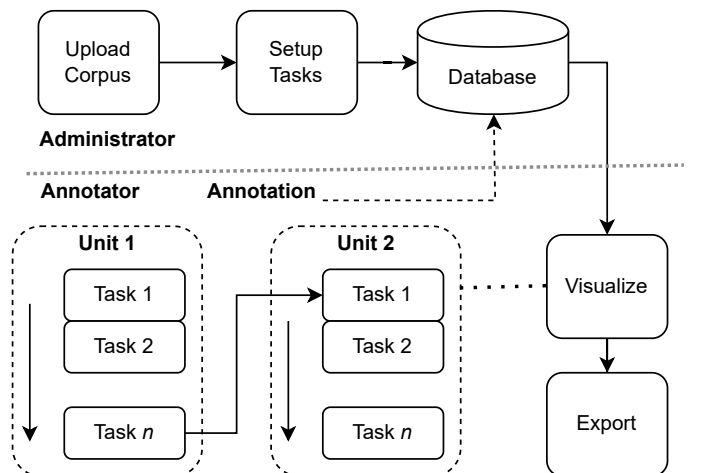 Upload
Corpus
Setup
Tasks
Database
Administrator
Annotator
Annotation
Unit 1
Task 1
Task 2
Task n
Unit 2
Task 1
Task 2
Task n
Visualize
Export